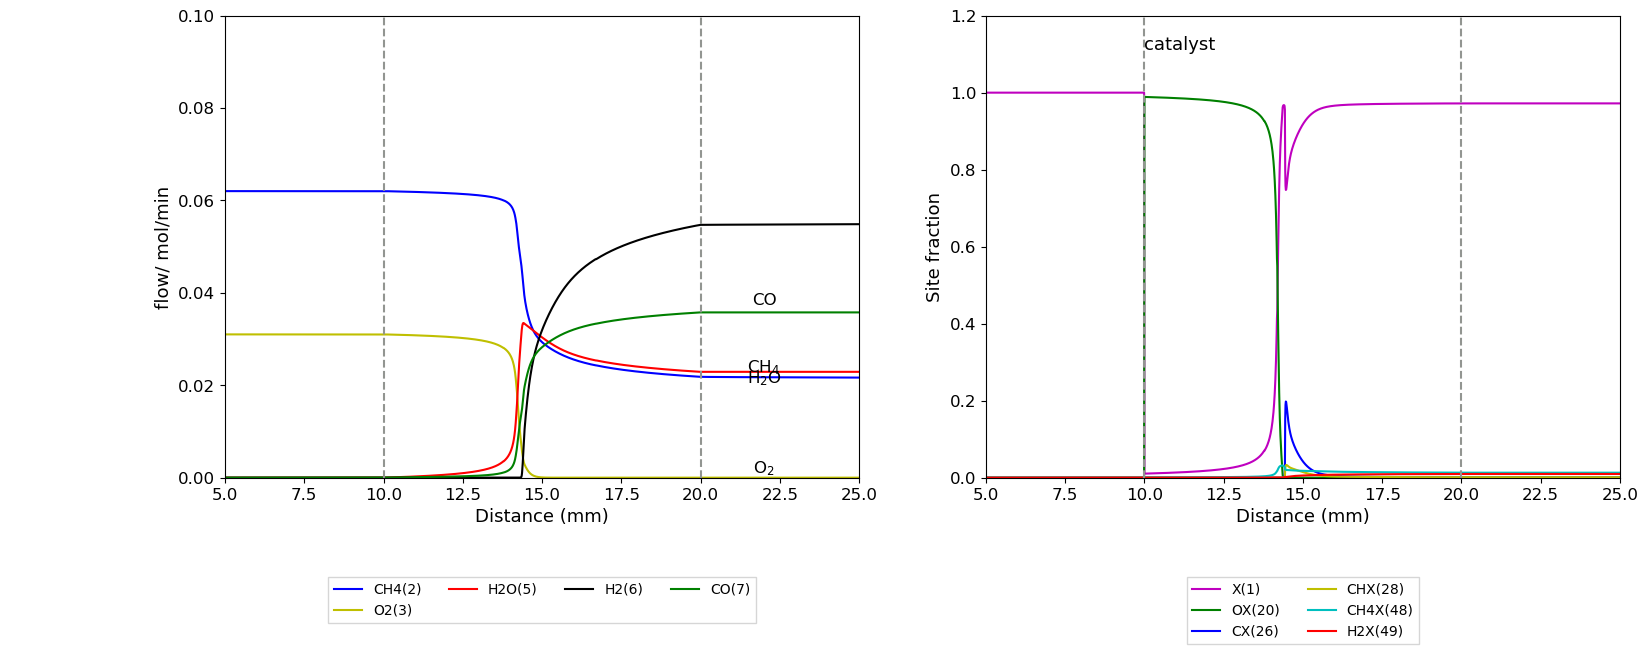 0.10
0.08
0.06
0.04
0.02
0.00
flow/ mol/min
CO
CH4
H2O
O2
5.0 7.5 10.0 12.5 15.0 17.5 20.0 22.5 25.0
Distance (mm)
CH4(2) H2O(5) H2(6) CO(7)
O2(3)
1.2
1.0
0.8
0.6
0.4
0.2
0.0
Site fraction
catalyst
5.0 7.5 10.0 12.5 15.0 17.5 20.0 22.5 25.0
Distance (mm)
X(1) CHX(28)
OX(20) CH4X(48)
CX(26) H2X(49)